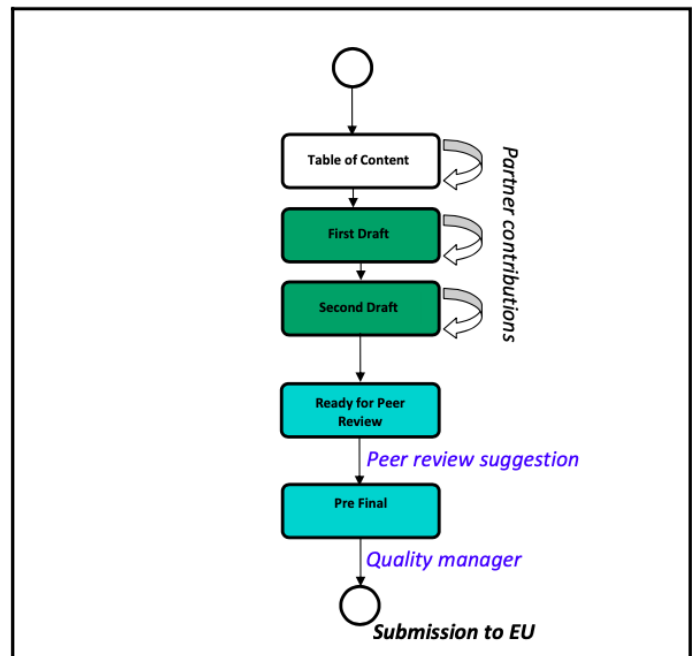 Table of Content
Partner contributions
First Draft
Second Draft
Ready for Peer
Review
Peer review suggestion
Pre Final
Quality manager
Submission to EU